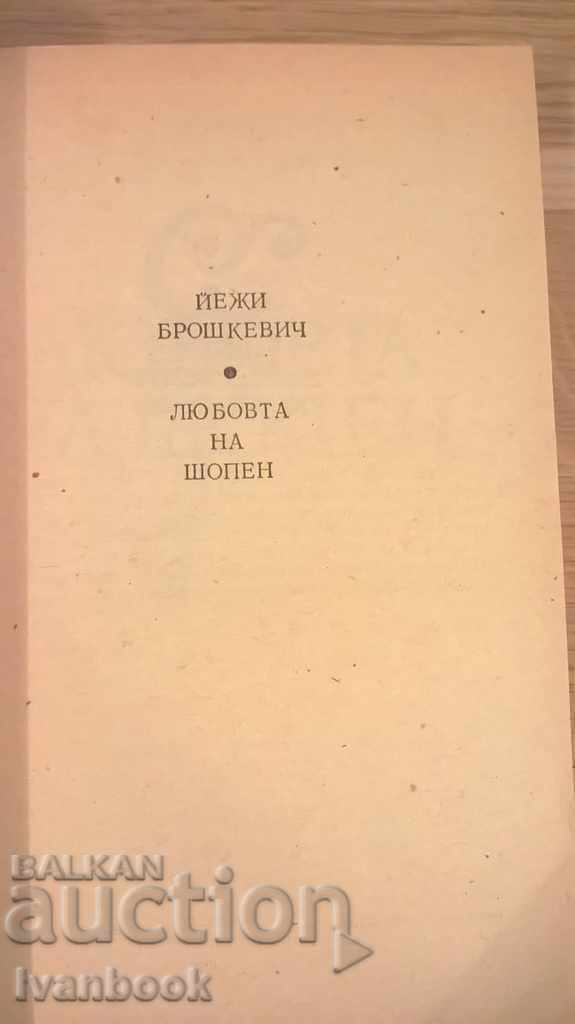 ЙЕЖИ
БРОШКЕВИЧ
•
ЛЮБОВТА
НА
ШОПЕН
BALKAN
auction
Ivanbook